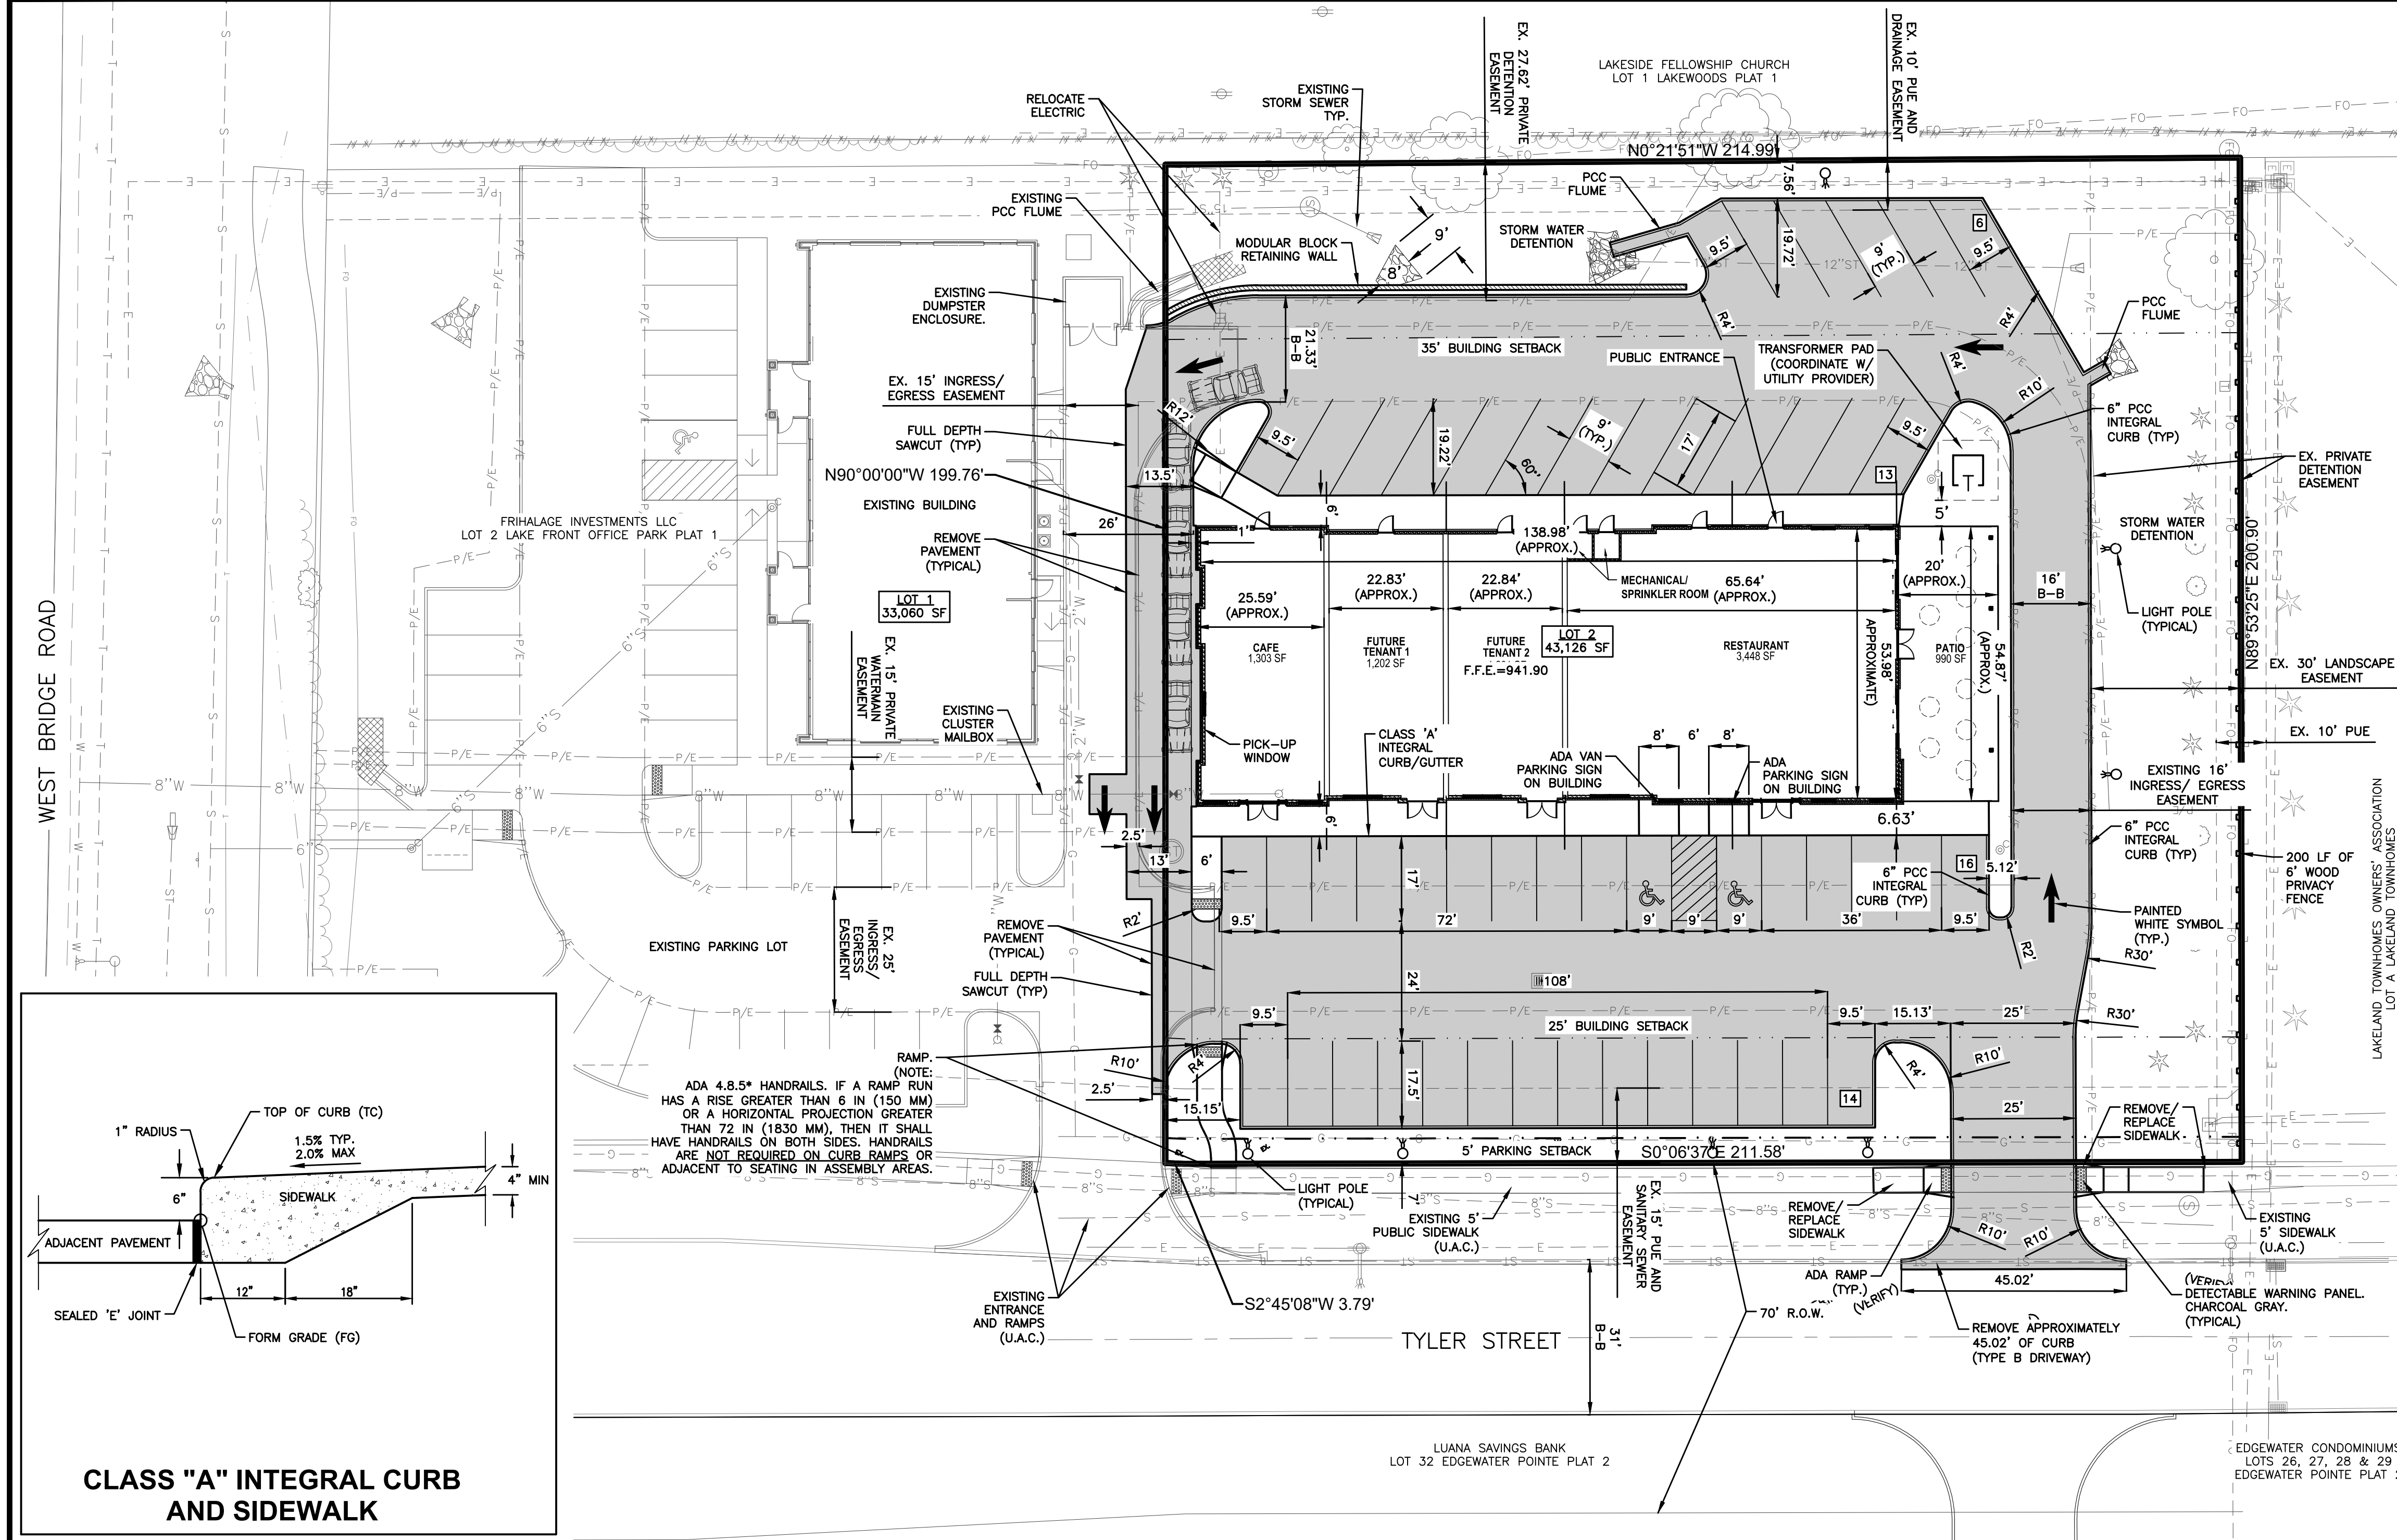 EX. 27.62' PRIVATE
DETENTION
EASEMENT
LAKESIDE FELLOWSHIP CHURCH
LOT 1 LAKEWOODS PLAT 1
EX. 10' PUE AND
DRAINAGE EASEMENT
RELOCATE
ELECTRIC
EXISTING
STORM SEWER
TYP.
N0°21'51"W 214.99'
EXISTING
PCC FLUME
PCC
FLUME
7.56'
MODULAR BLOCK
RETAINING WALL
STORM WATER
DETENTION
9'
8'
9.5'
19.72'
9'
(TYP.)
12"ST
12"ST
9.5'
6
EXISTING
DUMPSTER
ENCLOSURE.
PCC
FLUME
R4'
R4'
21.33'
B-B
35' BUILDING SETBACK
PUBLIC ENTRANCE
TRANSFORMER PAD
(COORDINATE W/
UTILITY PROVIDER)
R4'
R10'
EX. 15' INGRESS/
EGRESS EASEMENT
R12'
6" PCC
INTEGRAL
CURB (TYP)
FULL DEPTH
SAWCUT (TYP)
9.5'
19.22'
9'
(TYP.)
60°
17'
9.5'
13
EX. PRIVATE
DETENTION
EASEMENT
N90°00'00"W 199.76'
13.5'
EXISTING BUILDING
FRIHALAGE INVESTMENTS LLC
LOT 2 LAKE FRONT OFFICE PARK PLAT 1
26'
1'
6'
138.98'
(APPROX.)
5'
STORM WATER
DETENTION
REMOVE
PAVEMENT
(TYPICAL)
LOT 1
33,060 SF
25.59'
(APPROX.)
22.83'
(APPROX.)
22.84'
(APPROX.)
MECHANICAL/
SPRINKLER ROOM
65.64'
(APPROX.)
20'
(APPROX.)
16'
B-B
N89°53'25"E 200.90'
LIGHT POLE
(TYPICAL)
WEST BRIDGE ROAD
CAFE
1,303 SF
FUTURE
TENANT 1
1,202 SF
FUTURE
TENANT 2
LOT 2
43,126 SF
F.F.E.=941.90
RESTAURANT
3,448 SF
53.98'
APPROXIMATE)
PATIO
990 SF
54.87'
(APPROX.)
EX. 30' LANDSCAPE
EASEMENT
EX. 15' PRIVATE
WATERMAIN
EASEMENT
EXISTING
CLUSTER
MAILBOX
PICK-UP
WINDOW
CLASS 'A'
INTEGRAL
CURB/GUTTER
ADA VAN
PARKING SIGN
ON BUILDING
8'
6'
8'
ADA
PARKING SIGN
ON BUILDING
EX. 10' PUE
EXISTING 16'
INGRESS/ EGRESS
EASEMENT
8"W
8"W
8"W
8"W
8"W
6"S
6"S
6"S
6"S
2.5'
13'
6'
6'
17'
6.63'
6" PCC
INTEGRAL
CURB (TYP)
16
5.12'
6" PCC
INTEGRAL
CURB (TYP)
200 LF OF
6' WOOD
PRIVACY
FENCE
LAKELAND TOWNHOMES OWNERS' ASSOCIATION
LOT A LAKELAND TOWNHOMES
EXISTING PARKING LOT
EX. 25'
INGRESS/
EGRESS
EASEMENT
REMOVE
PAVEMENT
(TYPICAL)
R2'
9.5'
72'
9'
9'
9'
36'
9.5'
R2'
PAINTED
WHITE SYMBOL
(TYP.)
R30'
FULL DEPTH
SAWCUT (TYP)
24'
108'
9.5'
25' BUILDING SETBACK
9.5'
15.13'
25'
R30'
RAMP.
(NOTE:
ADA 4.8.5* HANDRAILS. IF A RAMP RUN
HAS A RISE GREATER THAN 6 IN (150 MM)
OR A HORIZONTAL PROJECTION GREATER
THAN 72 IN (1830 MM), THEN IT SHALL
HAVE HANDRAILS ON BOTH SIDES. HANDRAILS
ARE NOT REQUIRED ON CURB RAMPS OR
ADJACENT TO SEATING IN ASSEMBLY AREAS.
R10'
R4'
2.5'
15.15'
17.5'
14
R4'
R10'
25'
REMOVE/
REPLACE
SIDEWALK
5' PARKING SETBACK
S0°06'37"E 211.58'
LIGHT POLE
(TYPICAL)
7'
EXISTING 5'
PUBLIC SIDEWALK
(U.A.C.)
EX. 15' PUE AND
SANITARY SEWER
EASEMENT
REMOVE/
REPLACE
SIDEWALK
R10'
R10'
EXISTING
5' SIDEWALK
(U.A.C.)
EXISTING
ENTRANCE
AND RAMPS
(U.A.C.)
S2°45'08"W 3.79'
ADA RAMP
(TYP.)
(VERIFY)
45.02'
DETECTABLE WARNING PANEL.
CHARCOAL GRAY.
(TYPICAL)
70' R.O.W.
31'
B-B
TYLER STREET
REMOVE APPROXIMATELY
45.02' OF CURB
(TYPE B DRIVEWAY)
LUANA SAVINGS BANK
LOT 32 EDGEWATER POINTE PLAT 2
EDGEWATER CONDOMINIUMS
LOTS 26, 27, 28 & 29
EDGEWATER POINTE PLAT 2
TOP OF CURB (TC)
1" RADIUS
1.5% TYP.
2.0% MAX
4" MIN
6"
SIDEWALK
ADJACENT PAVEMENT
12"
18"
SEALED 'E' JOINT
FORM GRADE (FG)
CLASS "A" INTEGRAL CURB
AND SIDEWALK